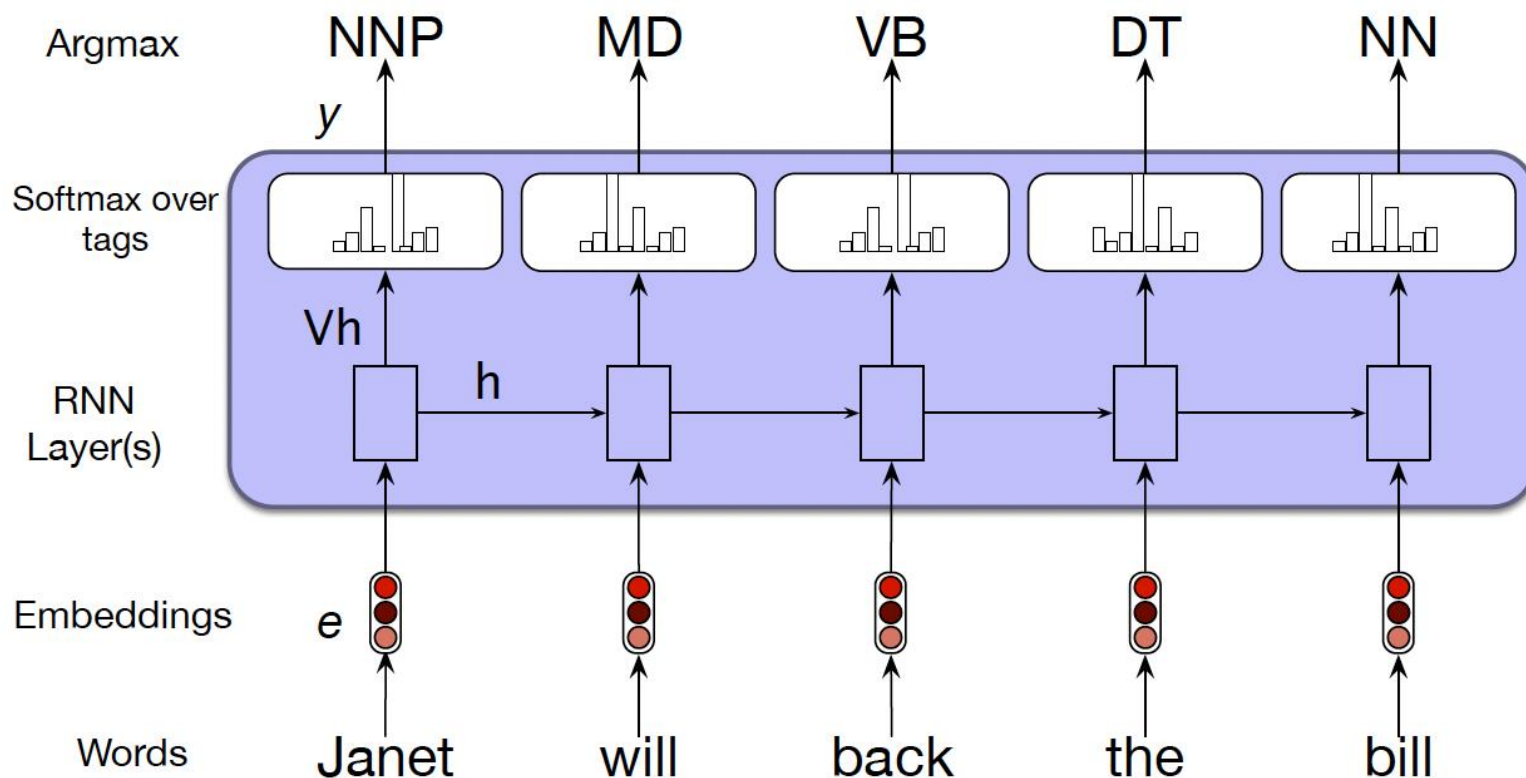 Argmax NNP MD VB DT NN
y
Softmax over
tags
Vh
h
RNN
Layer(s)
Embeddings e
Words Janet will back the bill